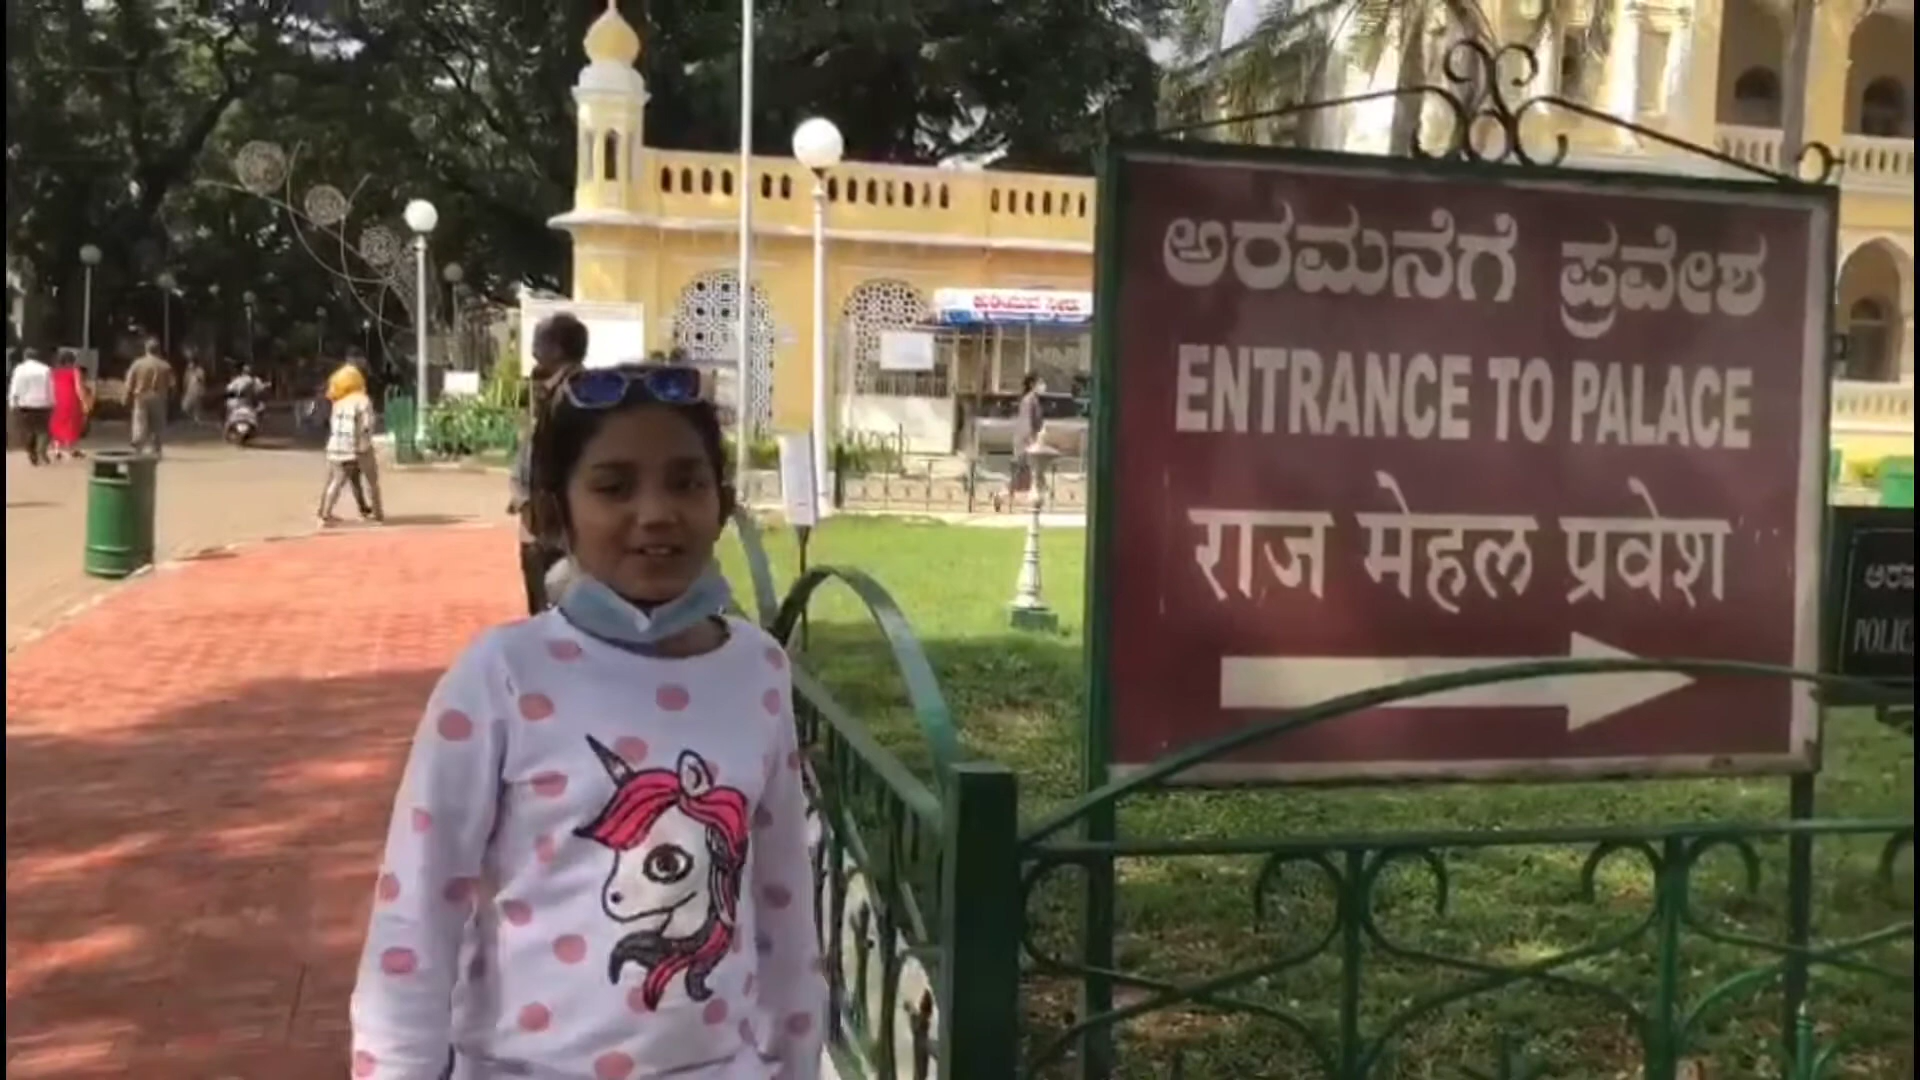 ಅರಮನೆಗೆ ಪ್ರವೇಶ
ENTRANCE TO PALACE
राज मेहल प्रवेश
ಕುಡಿಯುವ ನೀರು